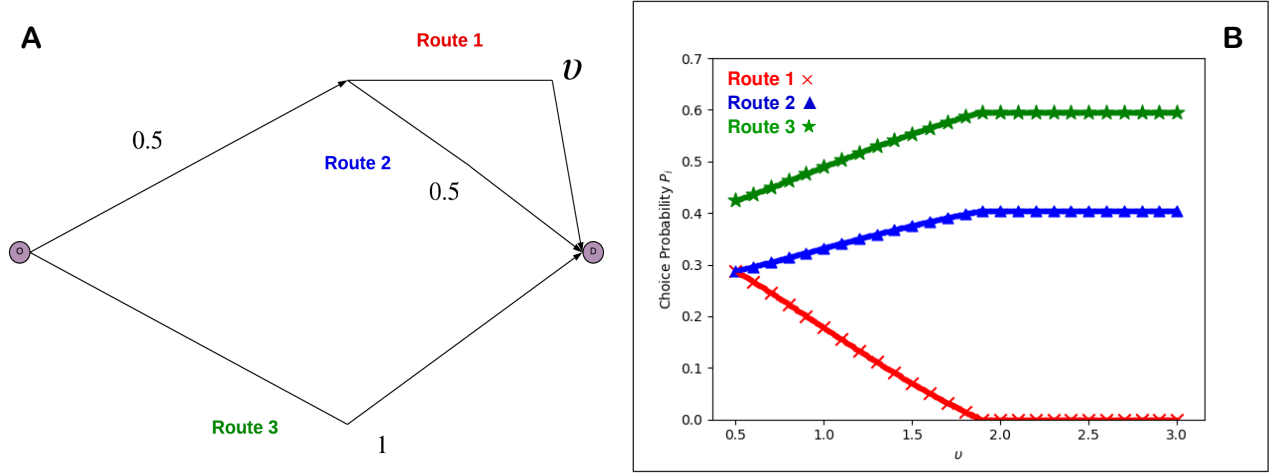 A
Route 1
υ
0.5
Route 2
0.5
O
D
Route 3
1
B
0.7
0.6
0.5
0.4
0.3
0.2
0.1
0.0
Choice Probability Pᵢ
Route 1 ×
Route 2 ▲
Route 3 ★
0.5 1.0 1.5 2.0 2.5 3.0
υ